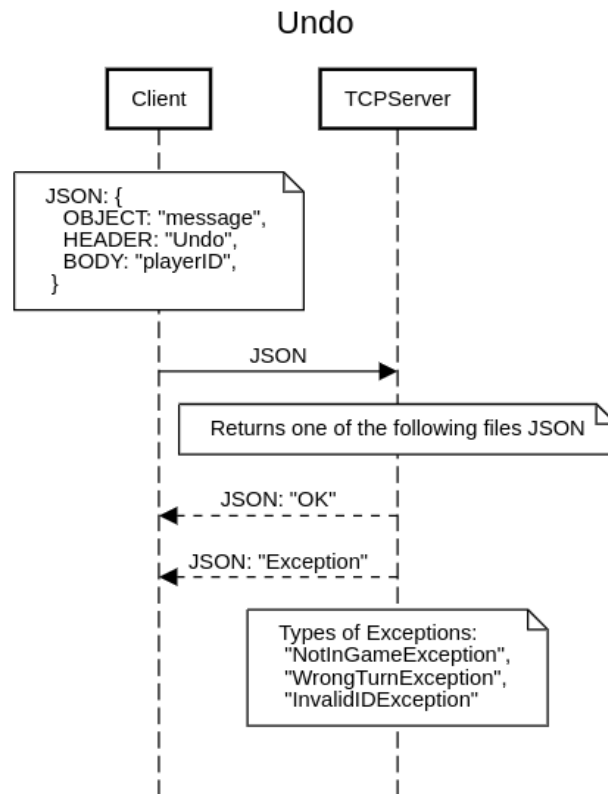 Undo
Client
TCPServer
JSON: {
OBJECT: "message",
HEADER: "Undo",
BODY: "playerID",
}
JSON
Returns one of the following files JSON
JSON: "OK"
JSON: "Exception"
Types of Exceptions:
"NotInGameException",
"WrongTurnException",
"InvalidIDException"